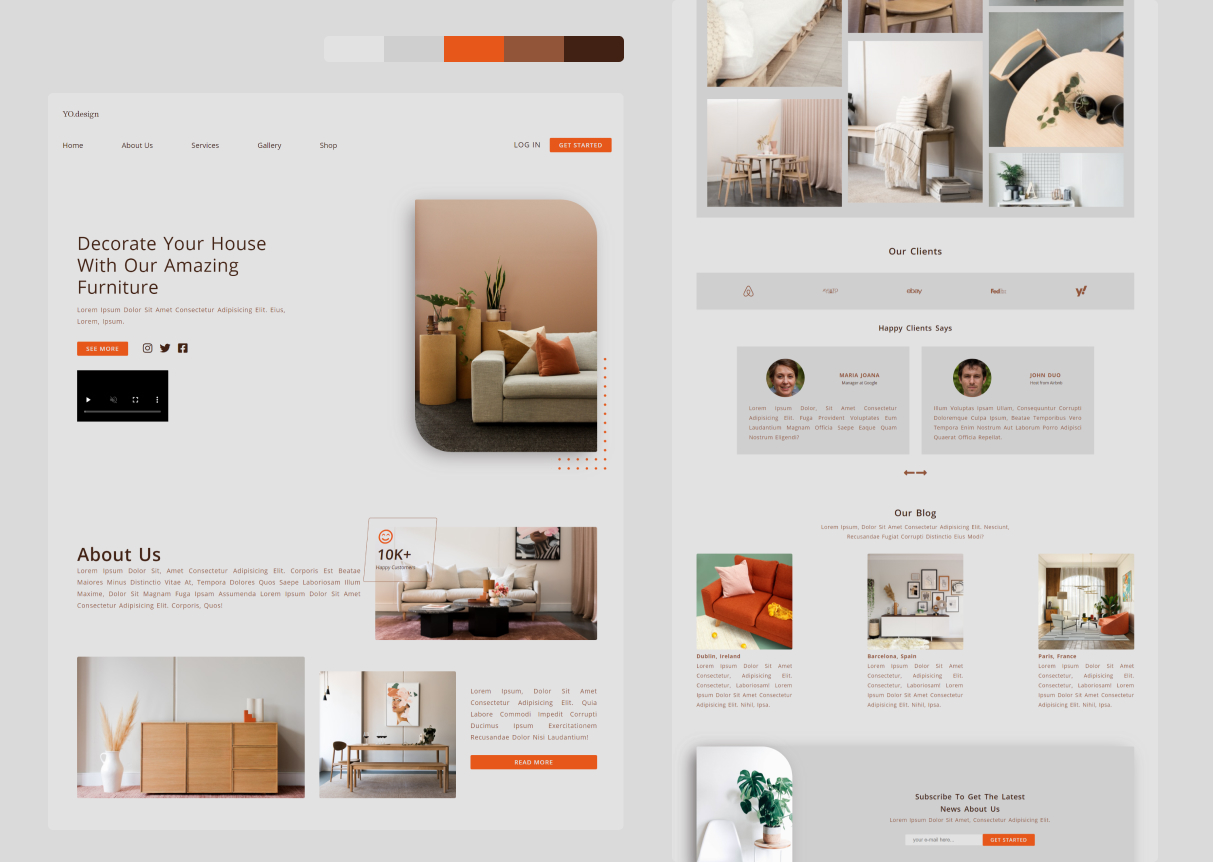 YO.design
Home About Us Services Gallery Shop LOG IN GET STARTED
Decorate Your House
With Our Amazing
Furniture
Lorem Ipsum Dolor Sit Amet Consectetur Adipisicing Elit. Eius,
Lorem, Ipsum.
SEE MORE
About Us
Lorem Ipsum Dolor Sit, Amet Consectetur Adipisicing Elit. Corporis Est Beatae
Maiores Minus Distinctio Vitae At, Tempora Dolores Quos Saepe Laboriosam Illum
Maxime, Dolor Sit Magnam Fuga Ipsam Assumenda Lorem Ipsum Dolor Sit Amet
Consectetur Adipisicing Elit. Corporis, Quos!
10K+
Happy Customers
Lorem Ipsum, Dolor Sit Amet
Consectetur Adipisicing Elit. Quia
Labore Commodi Impedit Corrupti
Ducimus Ipsum Exercitationem
Recusandae Dolor Nisi Laudantium!
READ MORE
Our Clients
ebay
FedEx
y!
Happy Clients Says
MARIA JOANA
Manager at Google
Lorem Ipsum Dolor, Sit Amet Consectetur
Adipisicing Elit. Fuga Provident Voluptates Eum
Laudantium Magnam Officia Saepe Eaque Quam
Nostrum Eligendi?
JOHN DUO
Host from Airbnb
Illum Voluptas Ipsam Ullam, Consequuntur Corrupti
Doloremque Culpa Ipsum, Beatae Temporibus Vero
Tempora Enim Nostrum Aut Laborum Porro Adipisci
Quaerat Officia Repellat.
Our Blog
Lorem Ipsum, Dolor Sit Amet Consectetur Adipisicing Elit. Nesciunt,
Recusandae Fugiat Corrupti Distinctio Eius Modi?
Dublin, Ireland
Lorem Ipsum Dolor Sit Amet
Consectetur, Adipisicing Elit.
Consectetur, Laboriosam! Lorem
Ipsum Dolor Sit Amet Consectetur
Adipisicing Elit. Nihil, Ipsa.
Barcelona, Spain
Lorem Ipsum Dolor Sit Amet
Consectetur, Adipisicing Elit.
Consectetur, Laboriosam! Lorem
Ipsum Dolor Sit Amet Consectetur
Adipisicing Elit. Nihil, Ipsa.
Paris, France
Lorem Ipsum Dolor Sit Amet
Consectetur, Adipisicing Elit.
Consectetur, Laboriosam! Lorem
Ipsum Dolor Sit Amet Consectetur
Adipisicing Elit. Nihil, Ipsa.
Subscribe To Get The Latest
News About Us
Lorem Ipsum Dolor Sit Amet, Consectetur Adipisicing Elit.
your e-mail here... GET STARTED